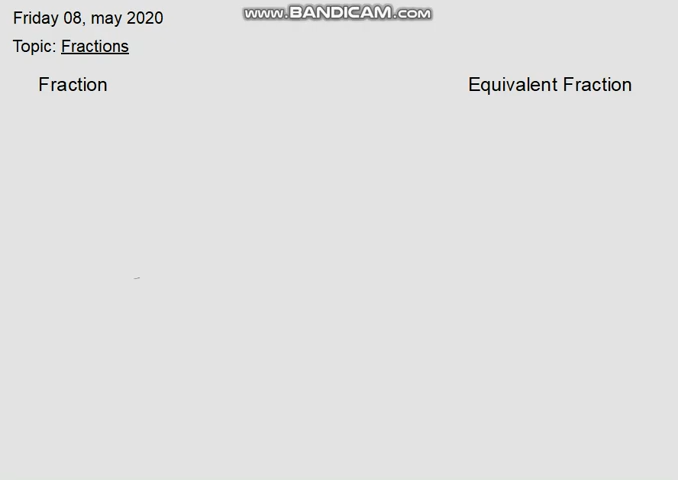 Friday 08, may 2020
www.BANDICAM.com
Topic: Fractions
Fraction
Equivalent Fraction